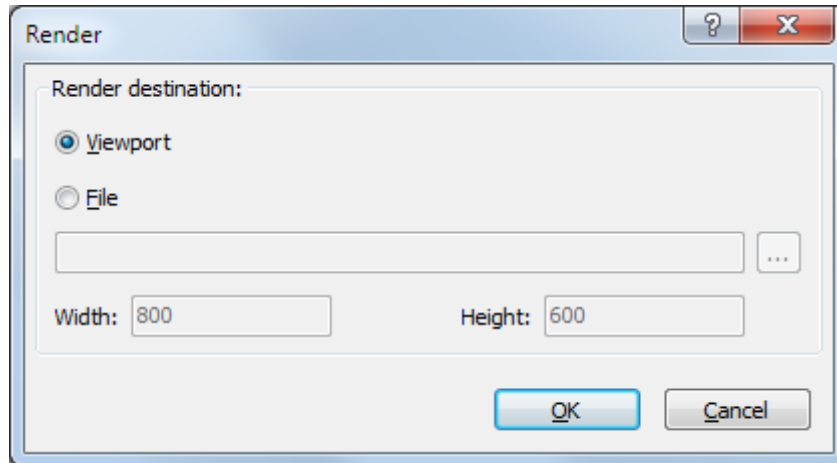 Render
Render destination:
Viewport
File
...
Width: 800 Height: 600
OK Cancel